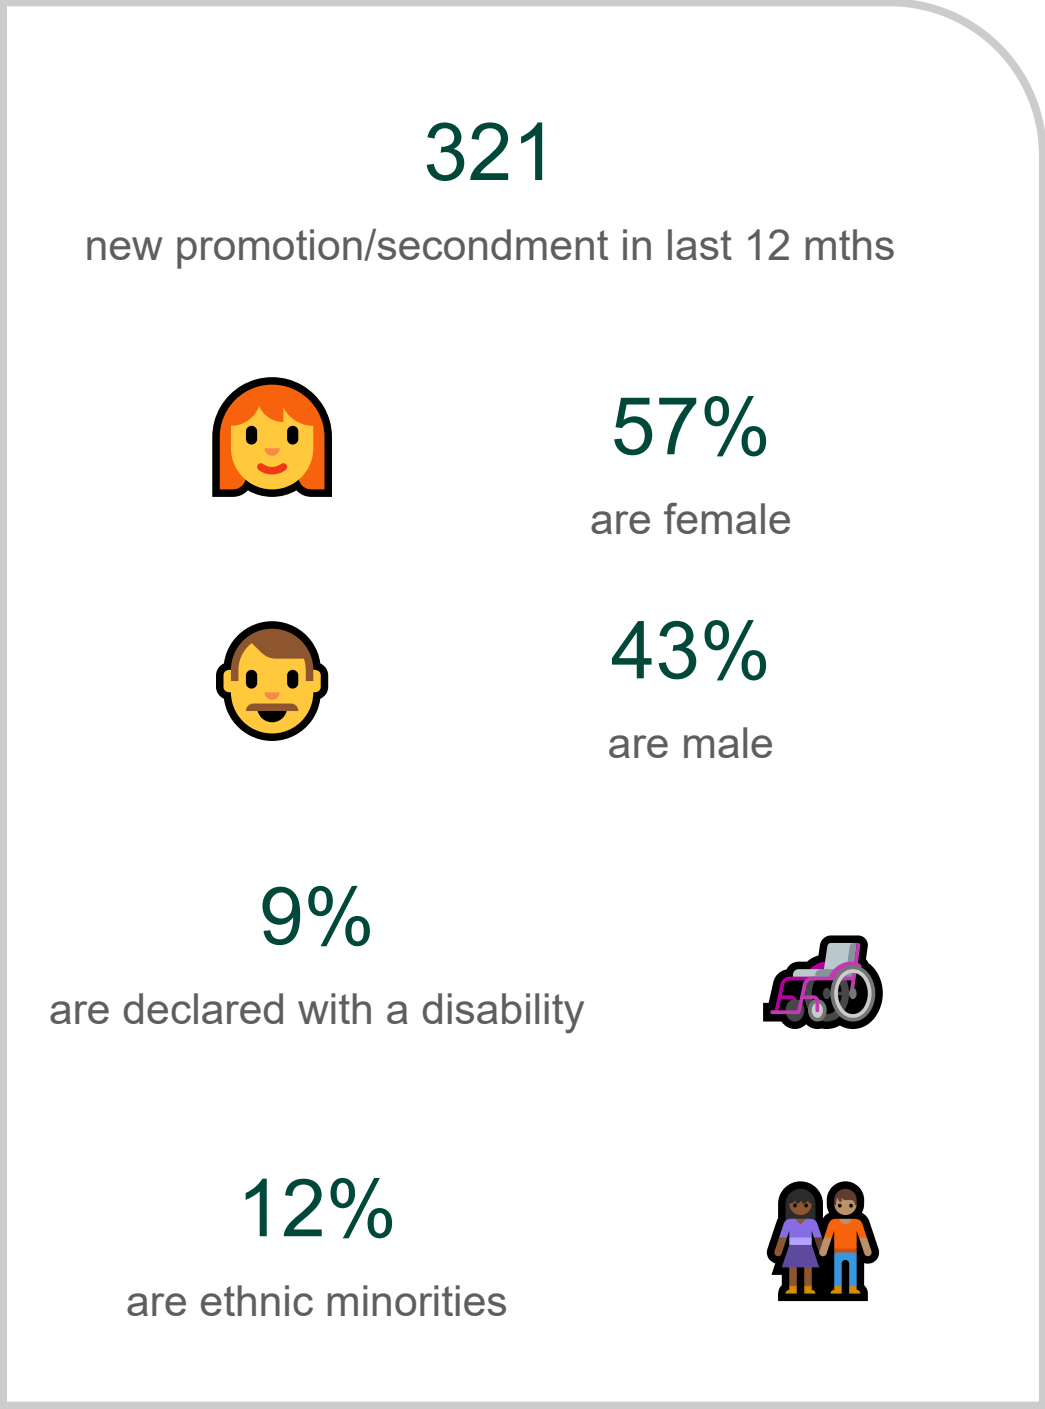 321
new promotion/secondment in last 12 mths
57%
are female
43%
are male
9%
are declared with a disability
12%
are ethnic minorities